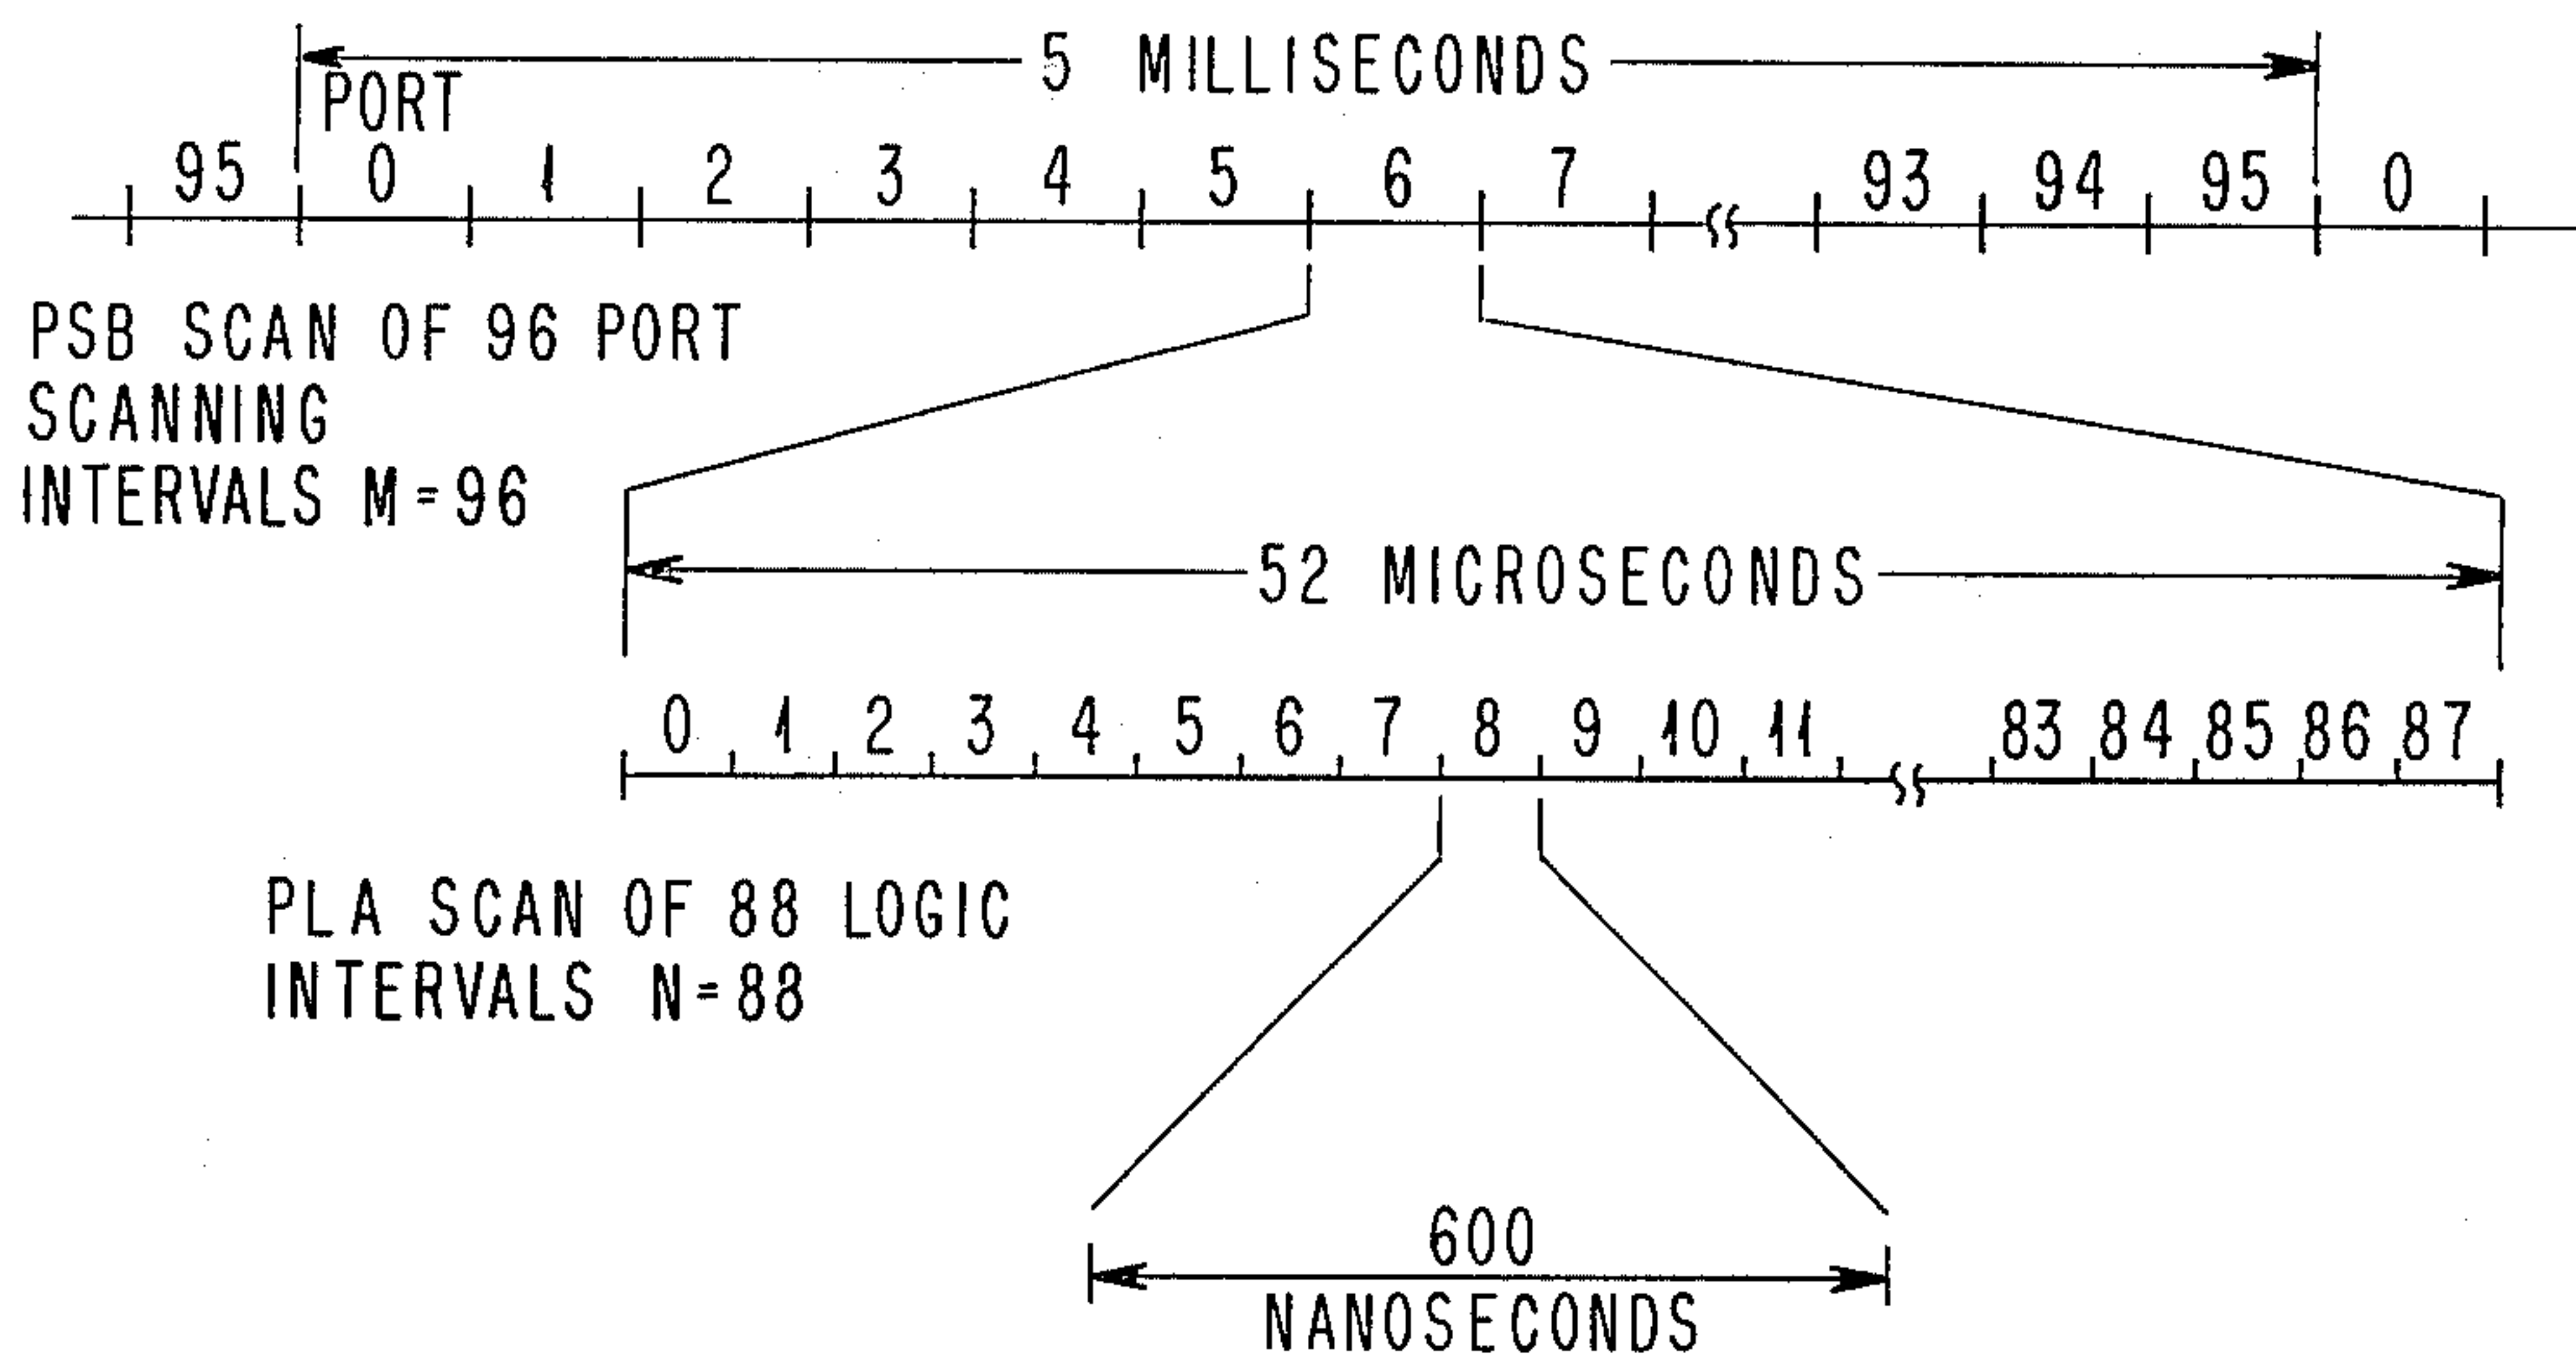 5 MILLISECONDS
PORT
95 0 1 2 3 4 5 6 7 93 94 95 0
PSB SCAN OF 96 PORT
SCANNING
INTERVALS M=96
52 MICROSECONDS
0 1 2 3 4 5 6 7 8 9 10 11 83 84 85 86 87
PLA SCAN OF 88 LOGIC
INTERVALS N=88
600
NANOSECONDS